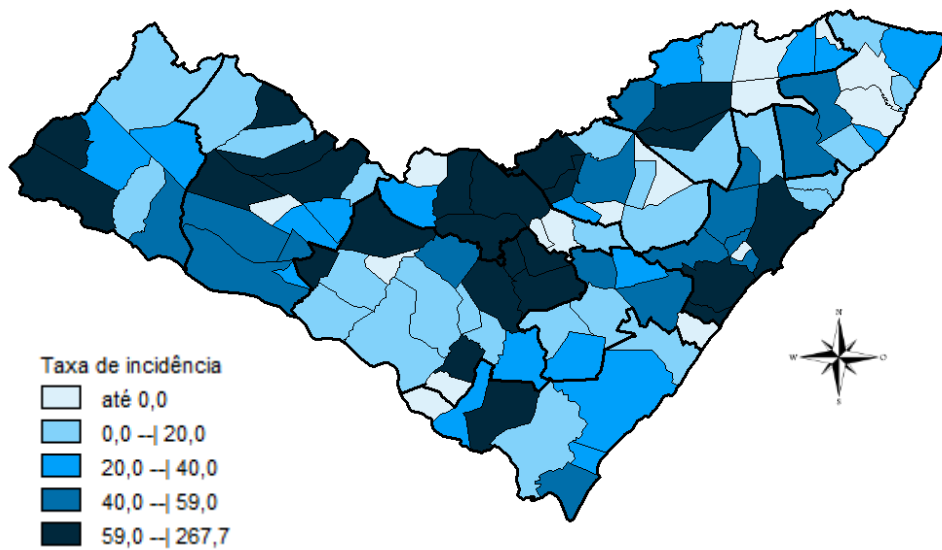 Taxa de incidência
até 0,0
0,0 --| 20,0
20,0 --| 40,0
40,0 --| 59,0
59,0 --| 267,7
N
W
O
S